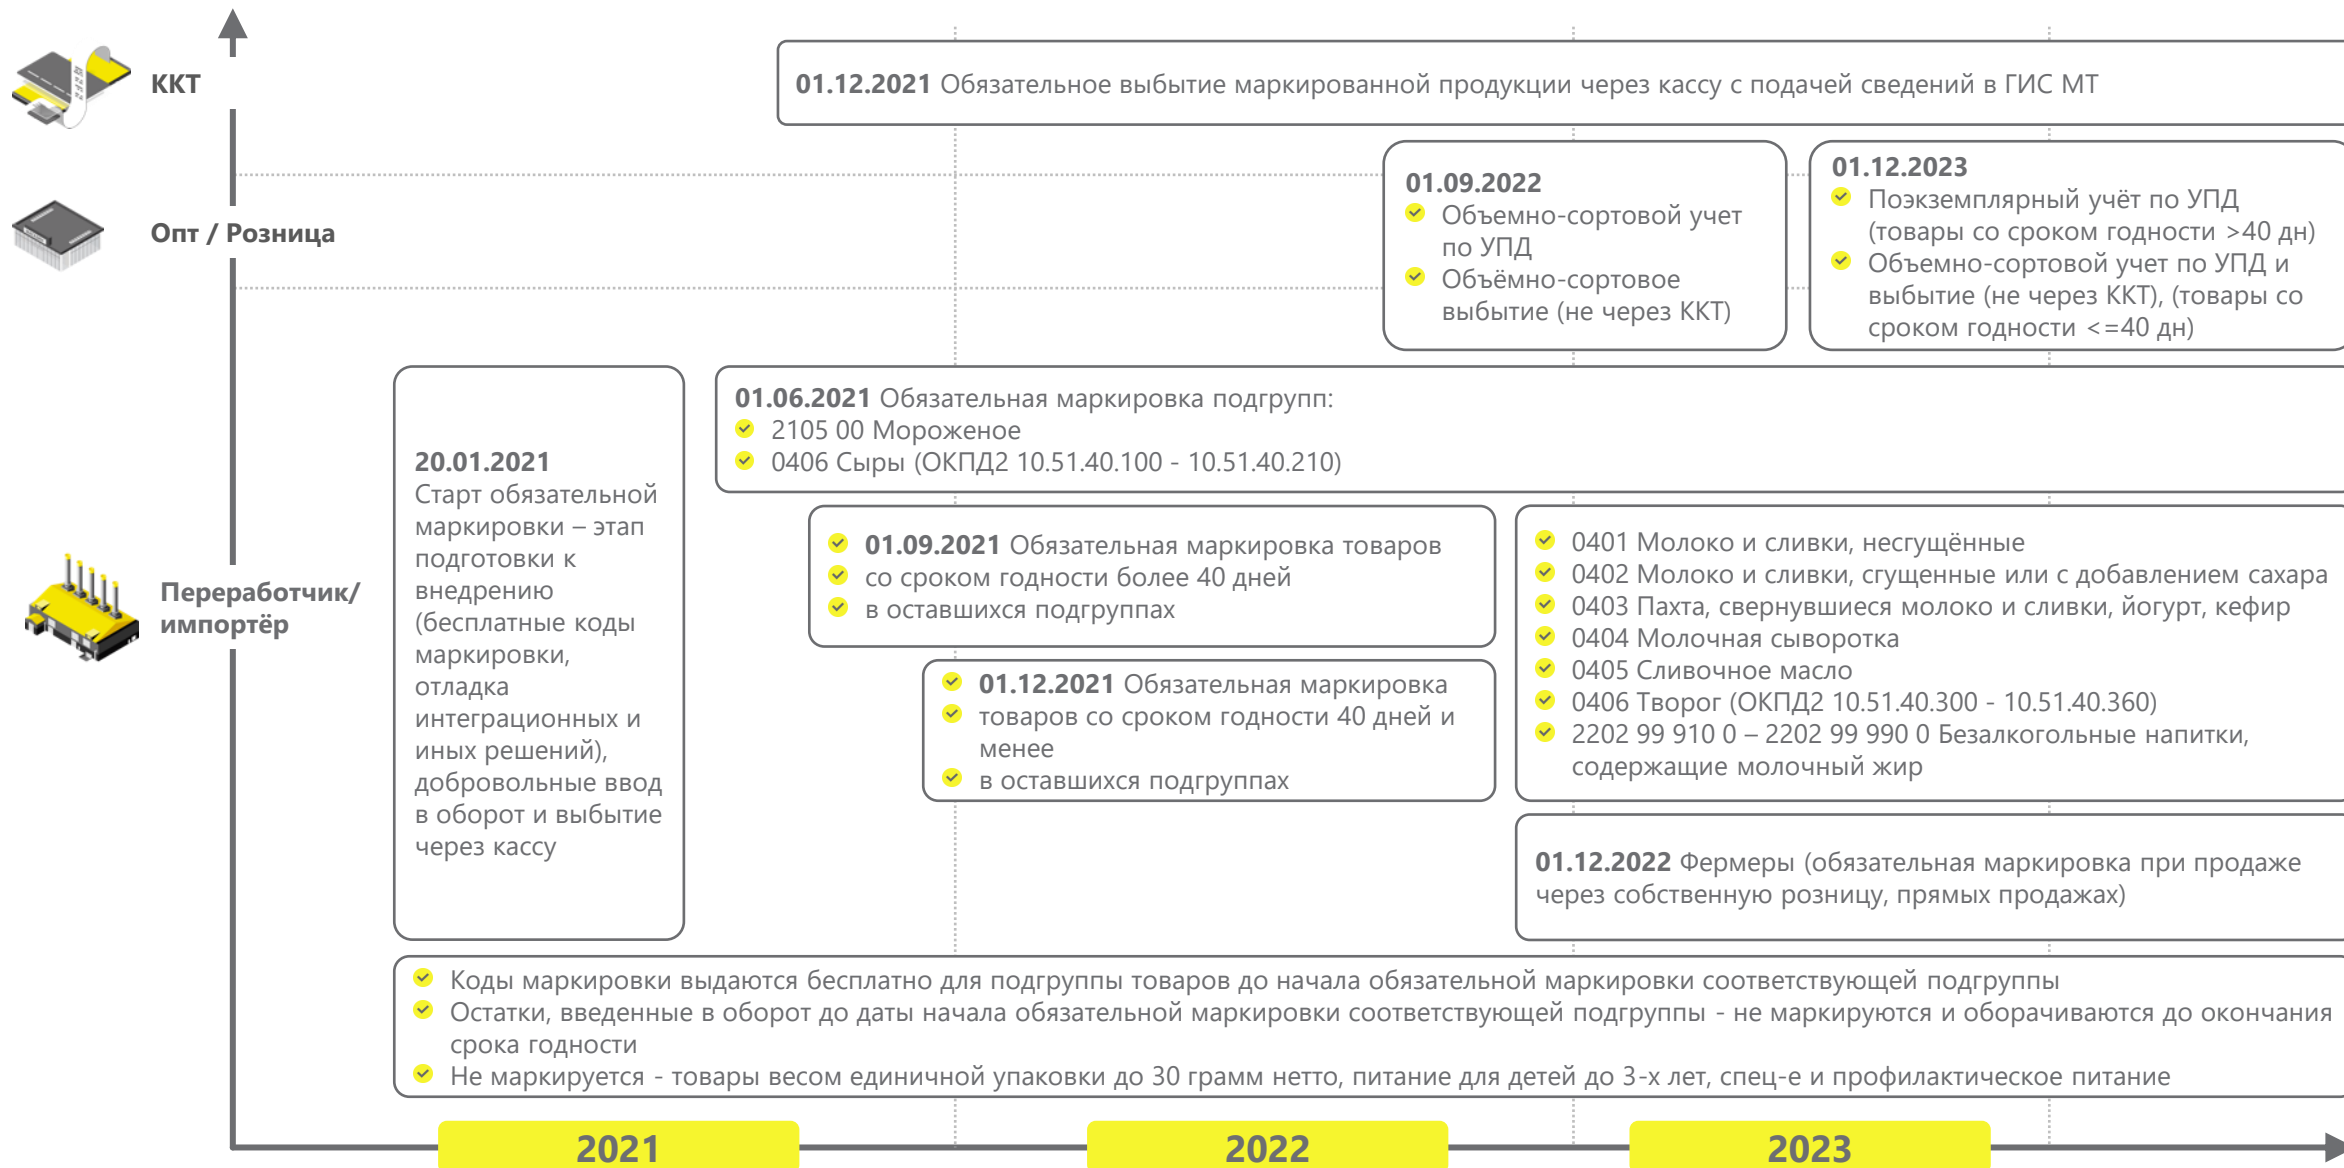 ККТ
01.12.2021 Обязательное выбытие маркированной продукции через кассу с подачей сведений в ГИС МТ
Опт / Розница
01.09.2022
Объемно-сортовой учет
по УПД
Объёмно-сортовое
выбытие (не через ККТ)
01.12.2023
Поэкземплярный учёт по УПД
(товары со сроком годности >40 дн)
Объемно-сортовой учет по УПД и
выбытие (не через ККТ), (товары со
сроком годности <=40 дн)
Переработчик/
импортёр
20.01.2021
Старт обязательной
маркировки – этап
подготовки к
внедрению
(бесплатные коды
маркировки,
отладка
интеграционных и
иных решений),
добровольные ввод
в оборот и выбытие
через кассу
01.06.2021 Обязательная маркировка подгрупп:
2105 00 Мороженое
0406 Сыры (ОКПД2 10.51.40.100 - 10.51.40.210)
01.09.2021 Обязательная маркировка товаров
со сроком годности более 40 дней
в оставшихся подгруппах
01.12.2021 Обязательная маркировка
товаров со сроком годности 40 дней и
менее
в оставшихся подгруппах
0401 Молоко и сливки, несгущённые
0402 Молоко и сливки, сгущенные или с добавлением сахара
0403 Пахта, свернувшиеся молоко и сливки, йогурт, кефир
0404 Молочная сыворотка
0405 Сливочное масло
0406 Творог (ОКПД2 10.51.40.300 - 10.51.40.360)
2202 99 910 0 – 2202 99 990 0 Безалкогольные напитки,
содержащие молочный жир
01.12.2022 Фермеры (обязательная маркировка при продаже
через собственную розницу, прямых продажах)
Коды маркировки выдаются бесплатно для подгруппы товаров до начала обязательной маркировки соответствующей подгруппы
Остатки, введенные в оборот до даты начала обязательной маркировки соответствующей подгруппы - не маркируются и оборачиваются до окончания
срока годности
Не маркируется - товары весом единичной упаковки до 30 грамм нетто, питание для детей до 3-х лет, спец-е и профилактическое питание
2021
2022
2023